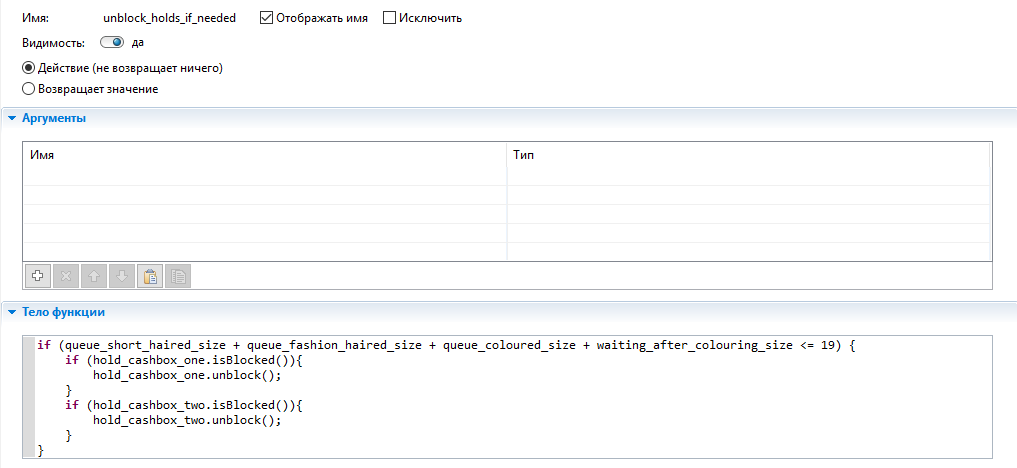 Имя: unblock_holds_if_needed Отображать имя Исключить
Видимость: да
Действие (не возвращает ничего)
Возвращает значение
Аргументы
Имя Тип
Тело функции
if (queue_short_haired_size + queue_fashion_haired_size + queue_coloured_size + waiting_after_colouring_size <= 19) {
    if (hold_cashbox_one.isBlocked()){
        hold_cashbox_one.unblock();
    }
    if (hold_cashbox_two.isBlocked()){
        hold_cashbox_two.unblock();
    }
}